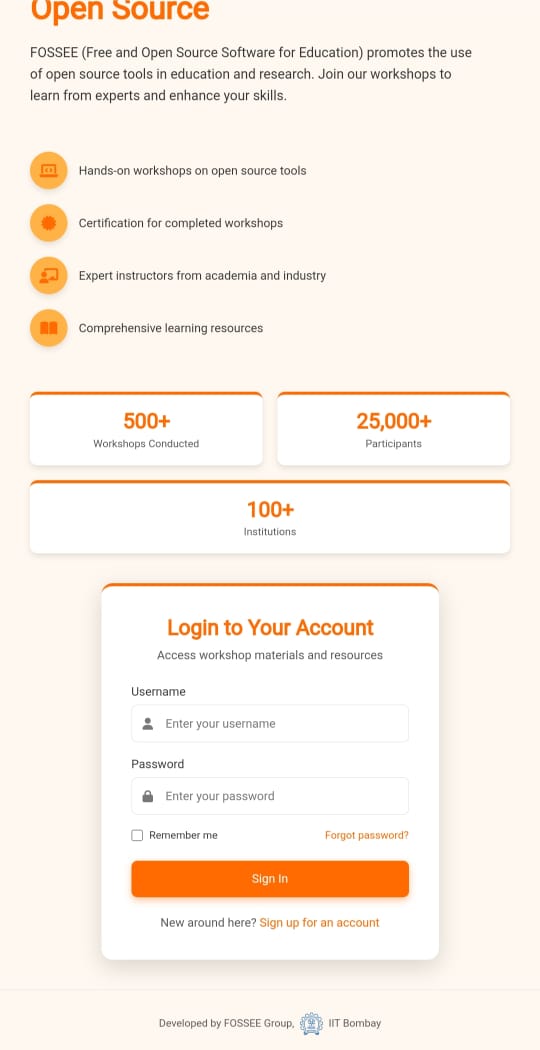 Open Source
FOSSEE (Free and Open Source Software for Education) promotes the use
of open source tools in education and research. Join our workshops to
learn from experts and enhance your skills.
Hands-on workshops on open source tools
Certification for completed workshops
Expert instructors from academia and industry
Comprehensive learning resources
500+
Workshops Conducted
25,000+
Participants
100+
Institutions
Login to Your Account
Access workshop materials and resources
Username
Enter your username
Password
Enter your password
Remember me
Forgot password?
Sign In
New around here? Sign up for an account
Developed by FOSSEE Group, IIT Bombay